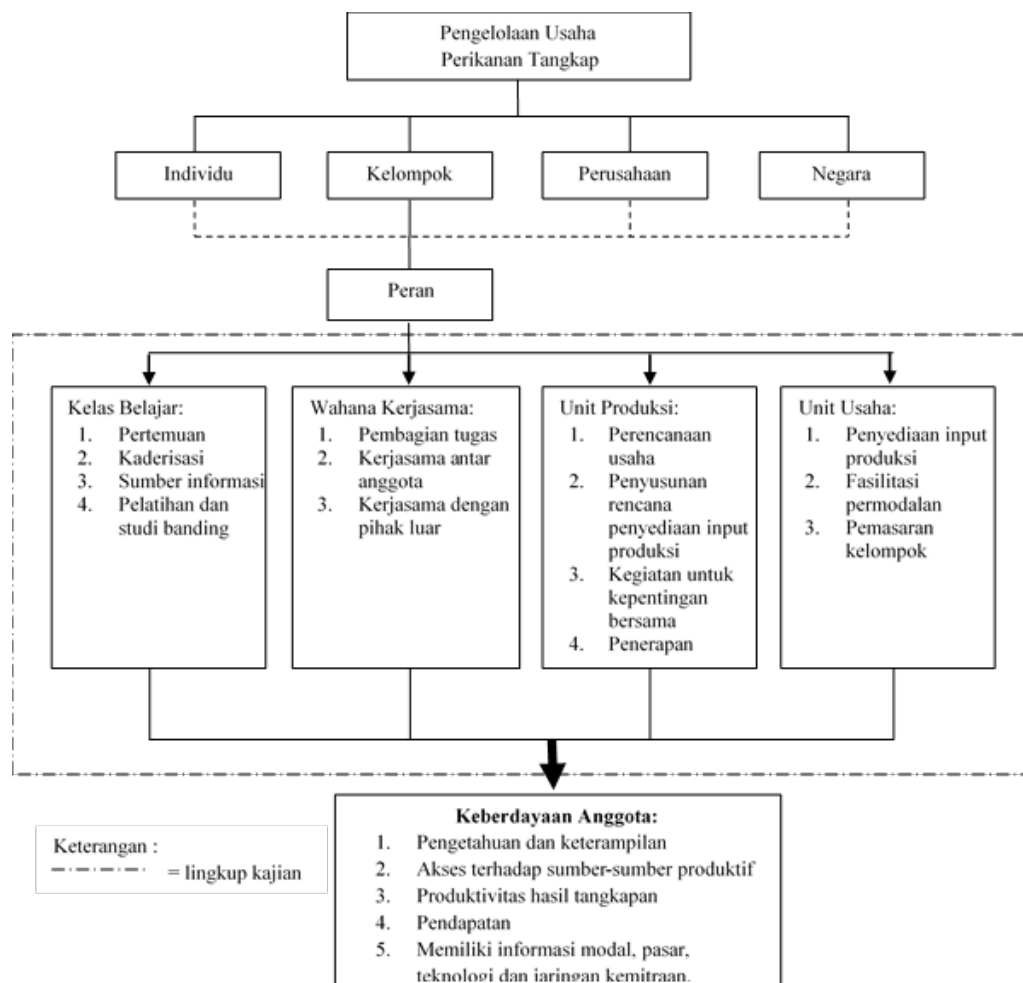 Pengelolaan Usaha
Perikanan Tangkap
Individu
Kelompok
Perusahaan
Negara
Peran
Kelas Belajar:
1. Pertemuan
2. Kaderisasi
3. Sumber informasi
4. Pelatihan dan
studi banding
Wahana Kerjasama:
1. Pembagian tugas
2. Kerjasama antar
anggota
3. Kerjasama dengan
pihak luar
Unit Produksi:
1. Perencanaan
usaha
2. Penyusunan
rencana
penyediaan input
produksi
3. Kegiatan untuk
kepentingan
bersama
4. Penerapan
Unit Usaha:
1. Penyediaan input
produksi
2. Fasilitasi
permodalan
3. Pemasaran
kelompok
Keberdayaan Anggota:
1. Pengetahuan dan keterampilan
2. Akses terhadap sumber-sumber produktif
3. Produktivitas hasil tangkapan
4. Pendapatan
5. Memiliki informasi modal, pasar,
teknologi dan jaringan kemitraan.
Keterangan :
= lingkup kajian